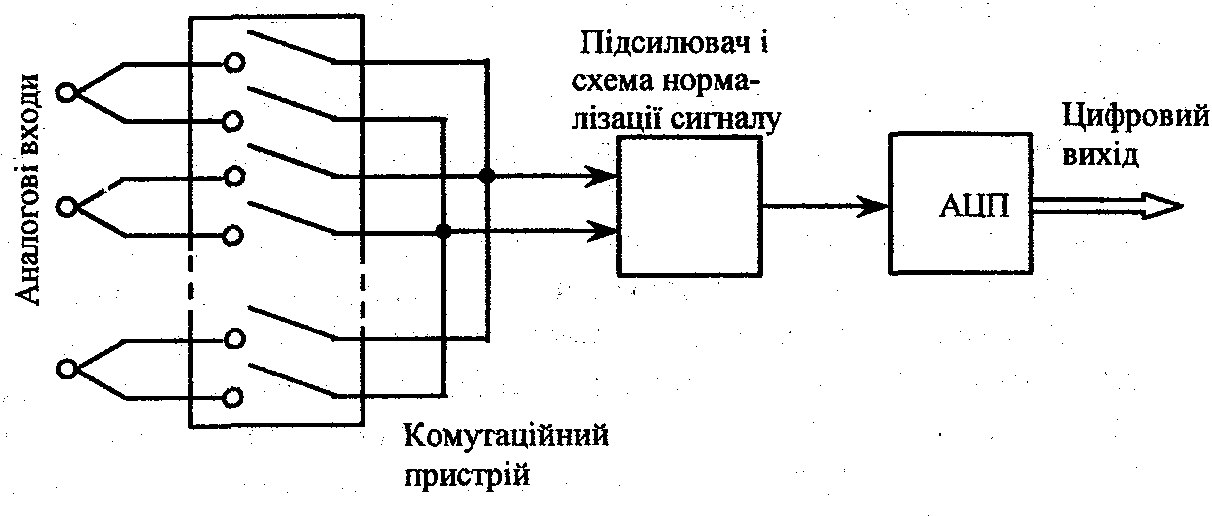 Аналогові входи
Підсилювач і
схема норма-
лізації сигналу
АЦП
Цифровий
вихід
Комутаційний
пристрій